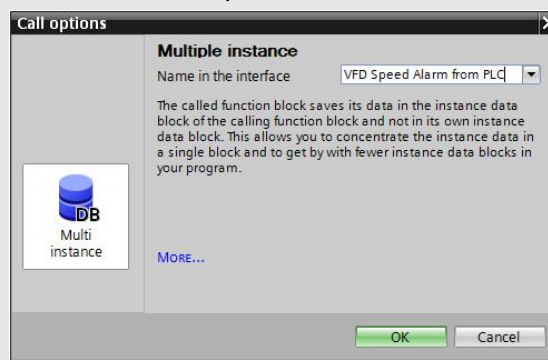 Call options
Multiple instance
Name in the interface
VFD Speed Alarm from PLC
The called function block saves its data in the instance data
block of the calling function block and not in its own instance
data block. This allows you to concentrate the instance data in
a single block and to get by with fewer instance data blocks in
your program.
DB
Multi
instance
MORE...
OK
Cancel